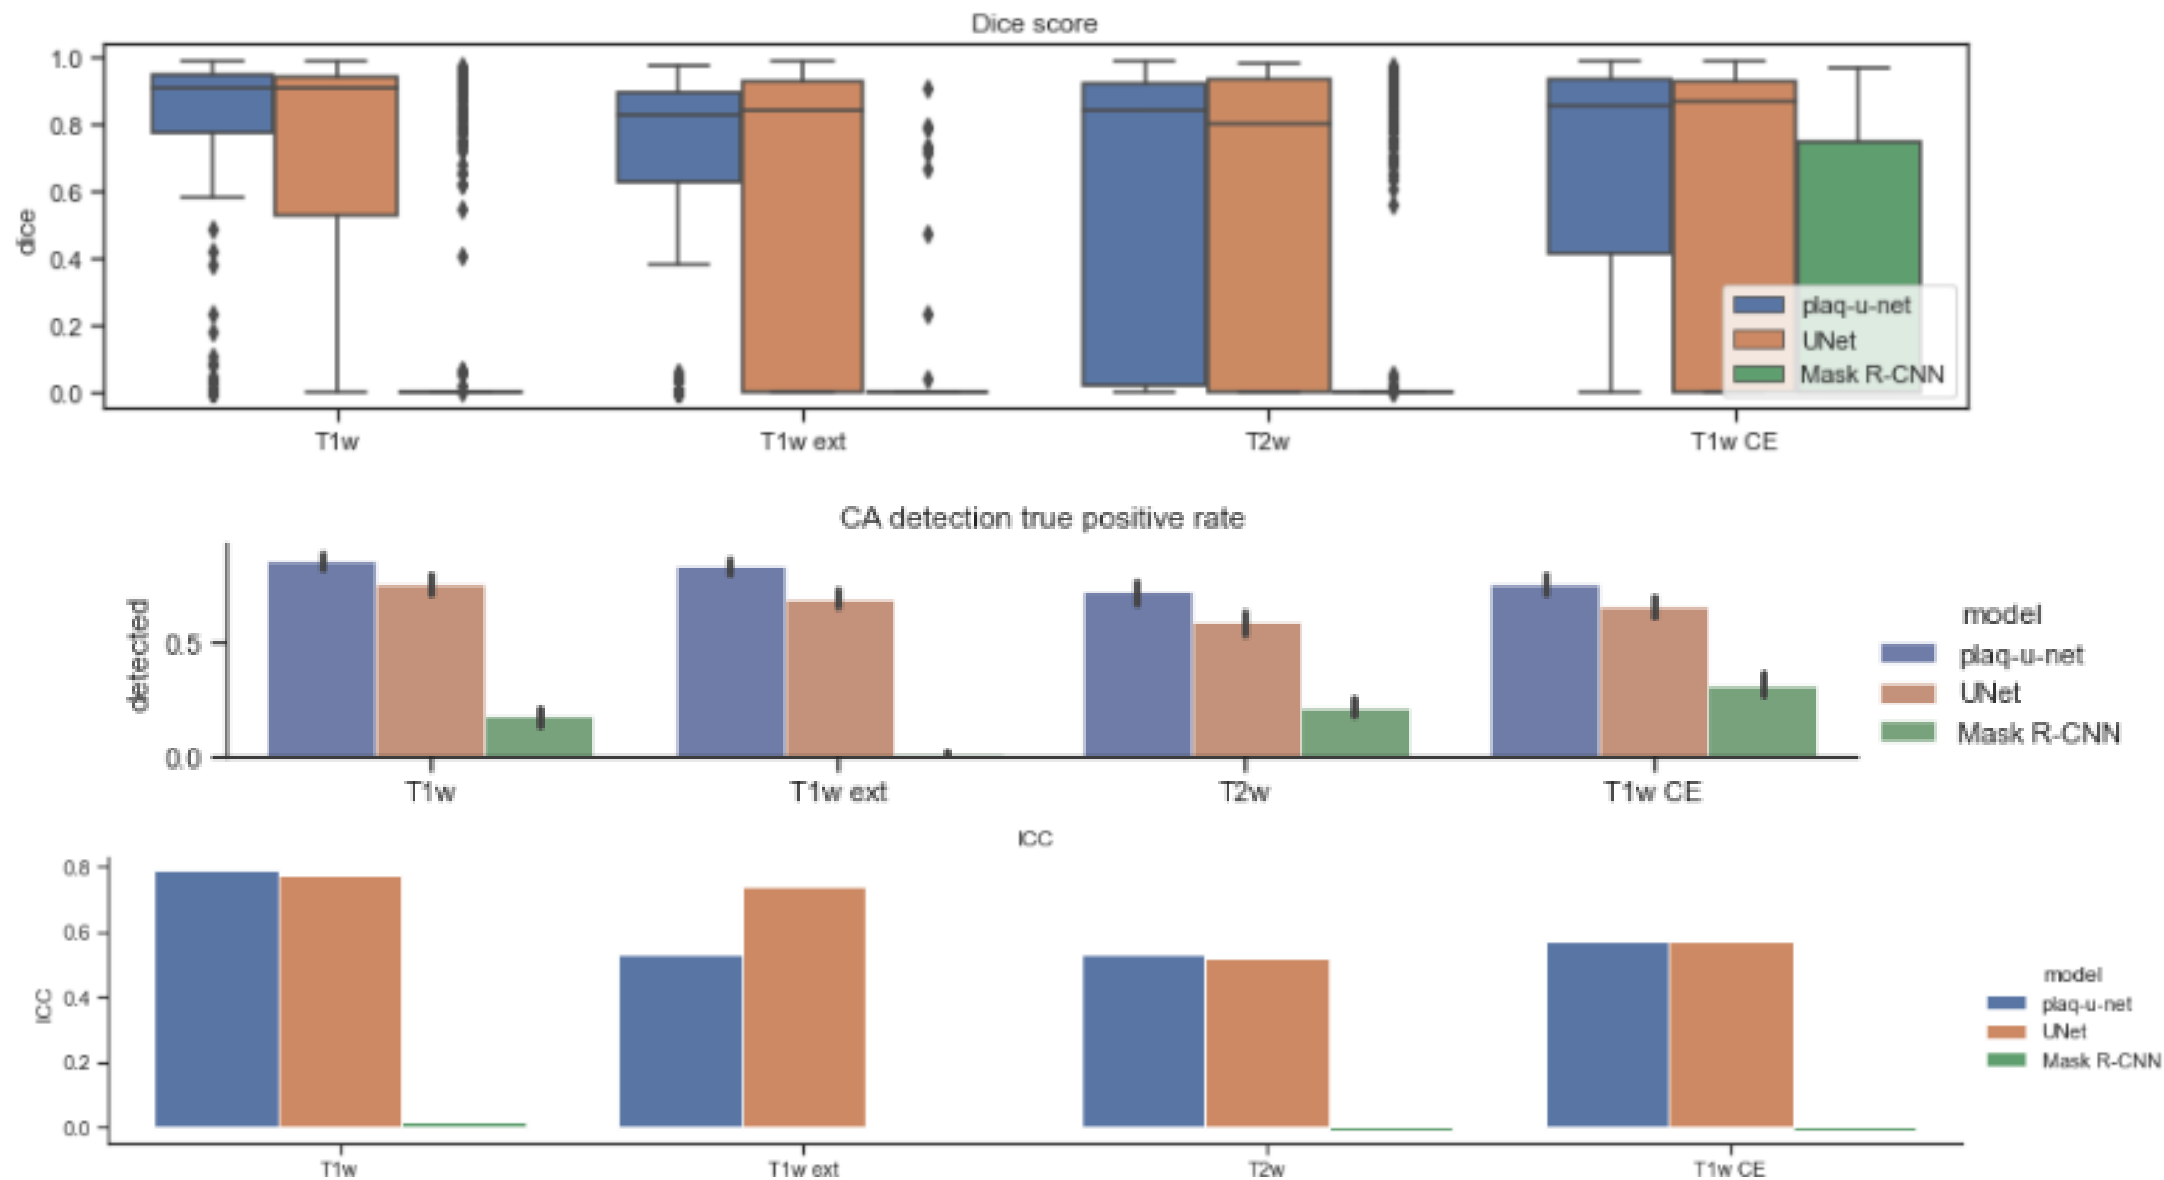 Dice score
1.0
0.8
0.6
0.4
0.2
0.0
dice
plaq-u-net
UNet
Mask R-CNN
T1w T1w ext T2w T1w CE
CA detection true positive rate
detected
0.5
0.0
model
plaq-u-net
UNet
Mask R-CNN
T1w T1w ext T2w T1w CE
ICC
0.8
0.6
0.4
0.2
0.0
ICC
model
plaq-u-net
UNet
Mask R-CNN
T1w T1w ext T2w T1w CE